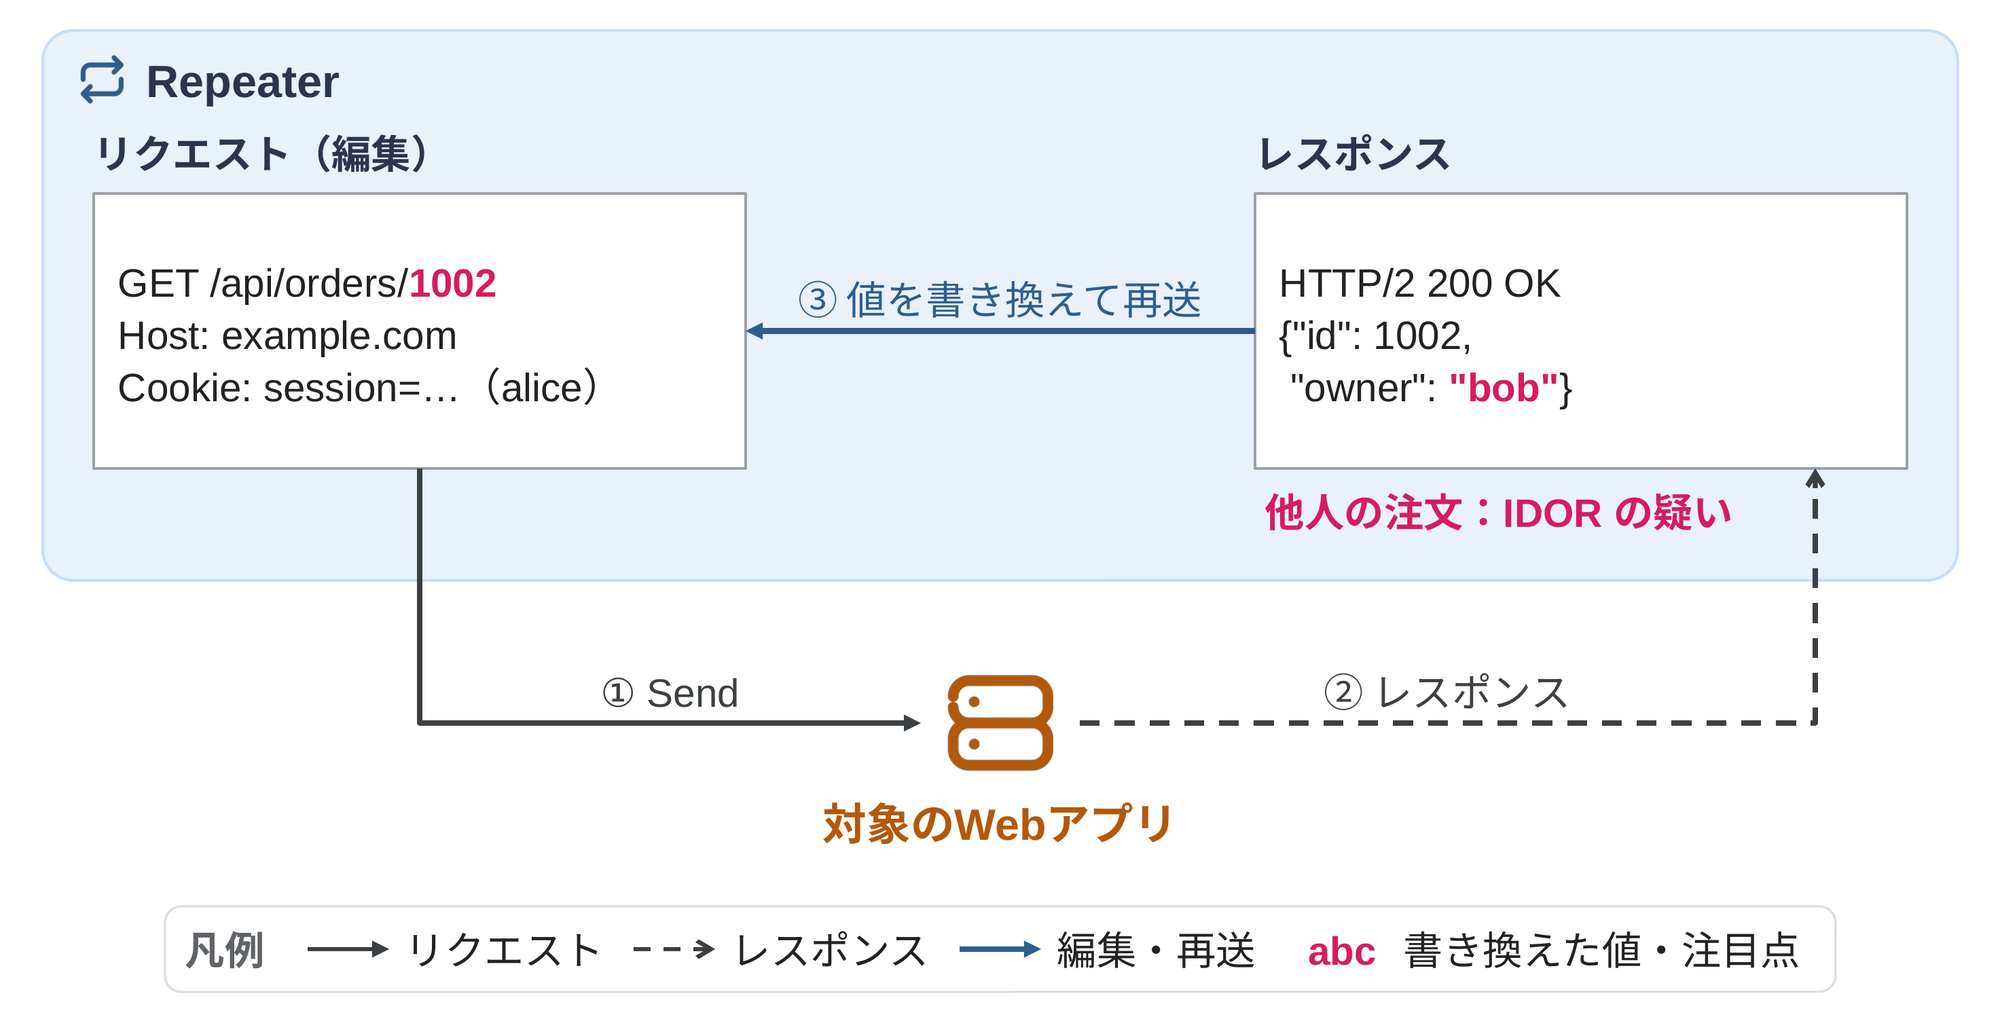 Repeater
リクエスト（編集）
GET /api/orders/1002
Host: example.com
Cookie: session=…（alice）
③ 値を書き換えて再送
レスポンス
HTTP/2 200 OK
{"id": 1002,
"owner": "bob"}
他人の注文：IDOR の疑い
① Send
② レスポンス
対象のWebアプリ
凡例
リクエスト
レスポンス
編集・再送
abc 書き換えた値・注目点